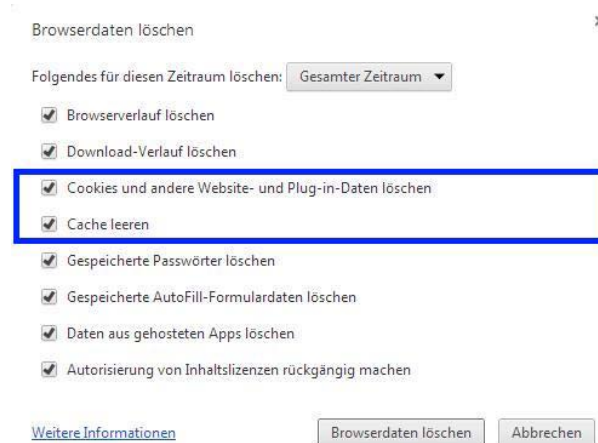 Browserdaten löschen
Folgendes für diesen Zeitraum löschen: Gesamter Zeitraum
Browserverlauf löschen
Download-Verlauf löschen
Cookies und andere Website- und Plug-in-Daten löschen
Cache leeren
Gespeicherte Passwörter löschen
Gespeicherte AutoFill-Formulardaten löschen
Daten aus gehosteten Apps löschen
Autorisierung von Inhaltslizenzen rückgängig machen
Weitere Informationen Browserdaten löschen Abbrechen